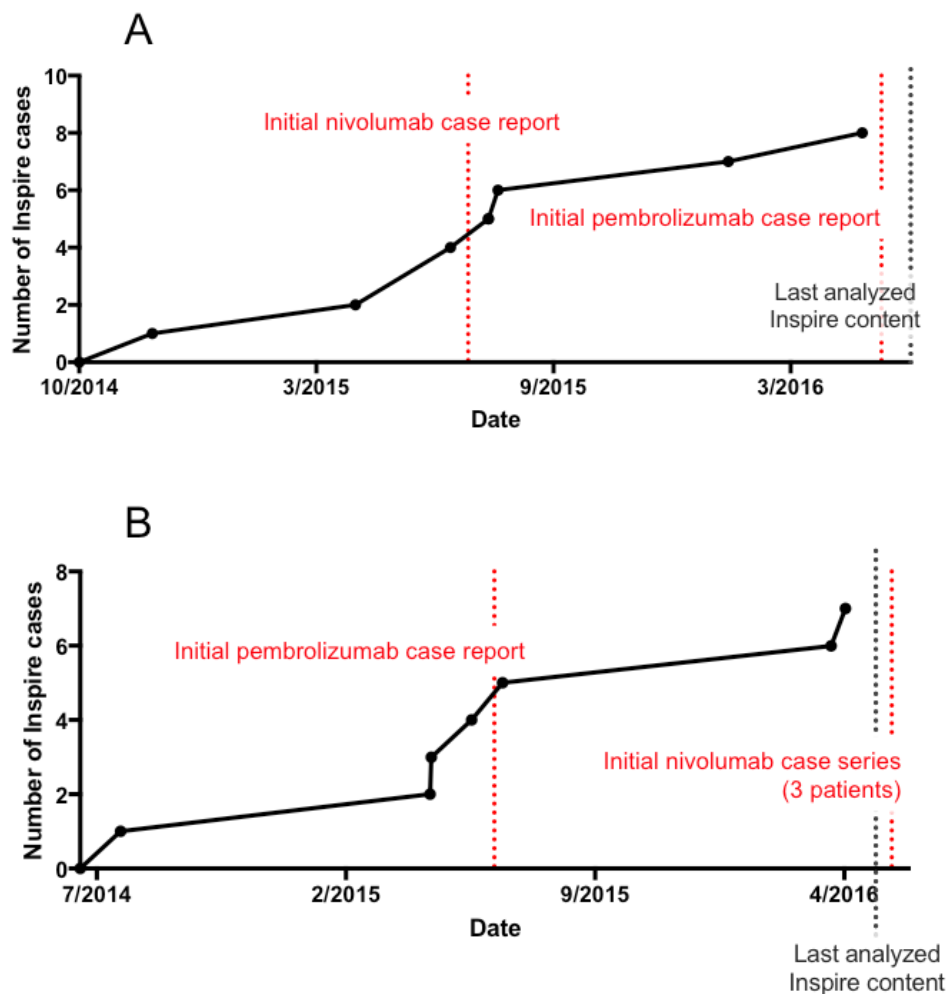 A
Number of Inspire cases
10
8
6
4
2
0
Initial nivolumab case report
Initial pembrolizumab case report
Last analyzed
Inspire content
10/2014
3/2015
9/2015
3/2016
Date
B
Number of Inspire cases
8
6
4
2
0
Initial pembrolizumab case report
Initial nivolumab case series
(3 patients)
7/2014
2/2015
9/2015
4/2016
Date
Last analyzed
Inspire content